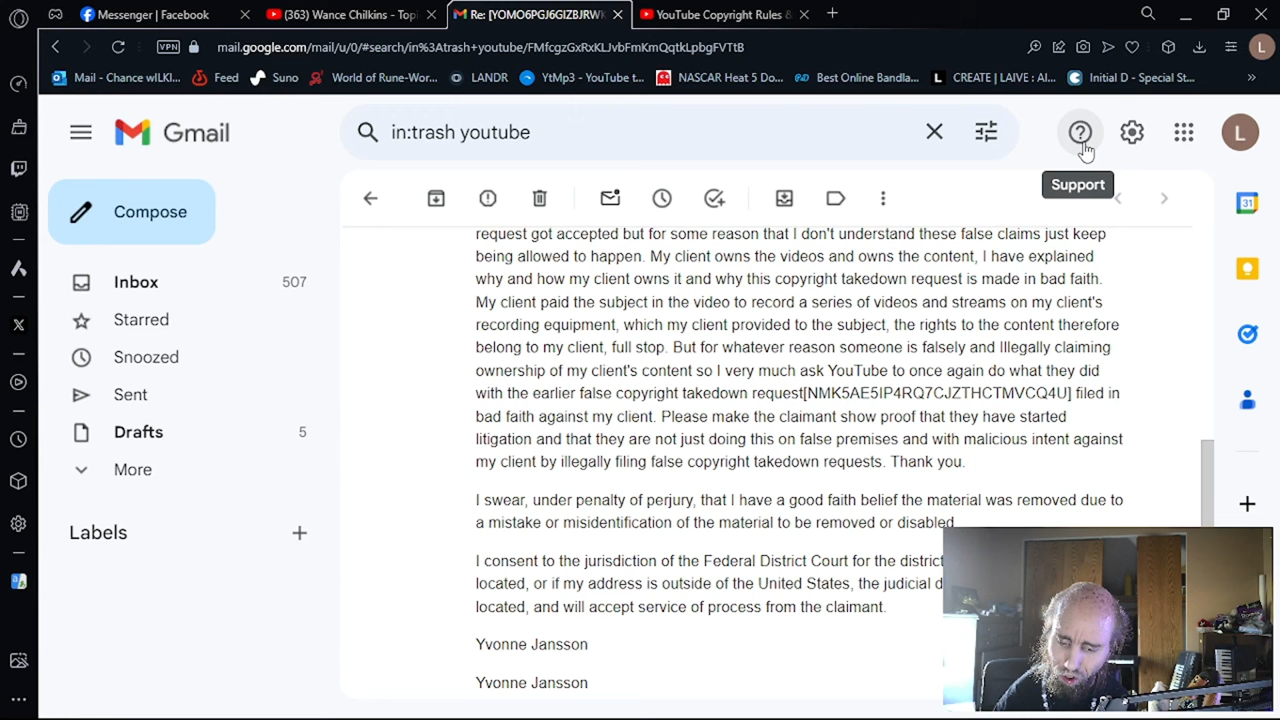 Messenger | Facebook
(363) Wance Chilkins - Topi
Re: [YOMO6PGJ6GIZBJRWK
YouTube Copyright Rules &
VPN
mail.google.com/mail/u/0/#search/in%3Atrash+youtube/FMfcgzGxRxKLJvbFmKmQqtkLpbgFVTtB
L
Mail - Chance wILKI...
Feed
Suno
World of Rune-Wor...
LANDR
YtMp3 - YouTube t...
NASCAR Heat 5 Do...
Best Online Bandla...
CREATE | LAIVE : AI...
Initial D - Special St...
Gmail
in:trash youtube
L
Support
Compose
Inbox 507
Starred
Snoozed
Sent
Drafts 5
More
Labels
request got accepted but for some reason that I don't understand these false claims just keep
being allowed to happen. My client owns the videos and owns the content, I have explained
why and how my client owns it and why this copyright takedown request is made in bad faith.
My client paid the subject in the video to record a series of videos and streams on my client's
recording equipment, which my client provided to the subject, the rights to the content therefore
belong to my client, full stop. But for whatever reason someone is falsely and Illegally claiming
ownership of my client's content so I very much ask YouTube to once again do what they did
with the earlier false copyright takedown request[NMK5AE5IP4RQ7CJZTHCTMVCQ4U] filed in
bad faith against my client. Please make the claimant show proof that they have started
litigation and that they are not just doing this on false premises and with malicious intent against
my client by illegally filing false copyright takedown requests. Thank you.
I swear, under penalty of perjury, that I have a good faith belief the material was removed due to
a mistake or misidentification of the material to be removed or disabled
I consent to the jurisdiction of the Federal District Court for the district
located, or if my address is outside of the United States, the judicial d
located, and will accept service of process from the claimant.
Yvonne Jansson
Yvonne Jansson
31